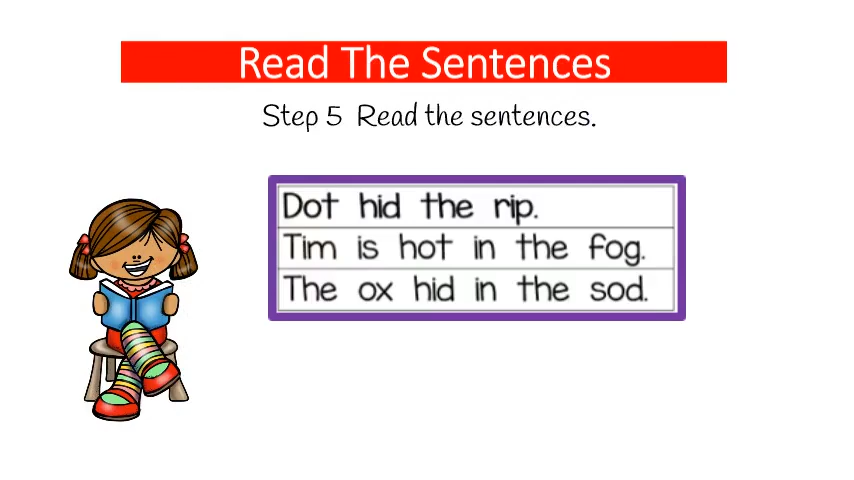 Read The Sentences
Step 5 Read the sentences.
Dot hid the rip.
Tim is hot in the fog.
The ox hid in the sod.